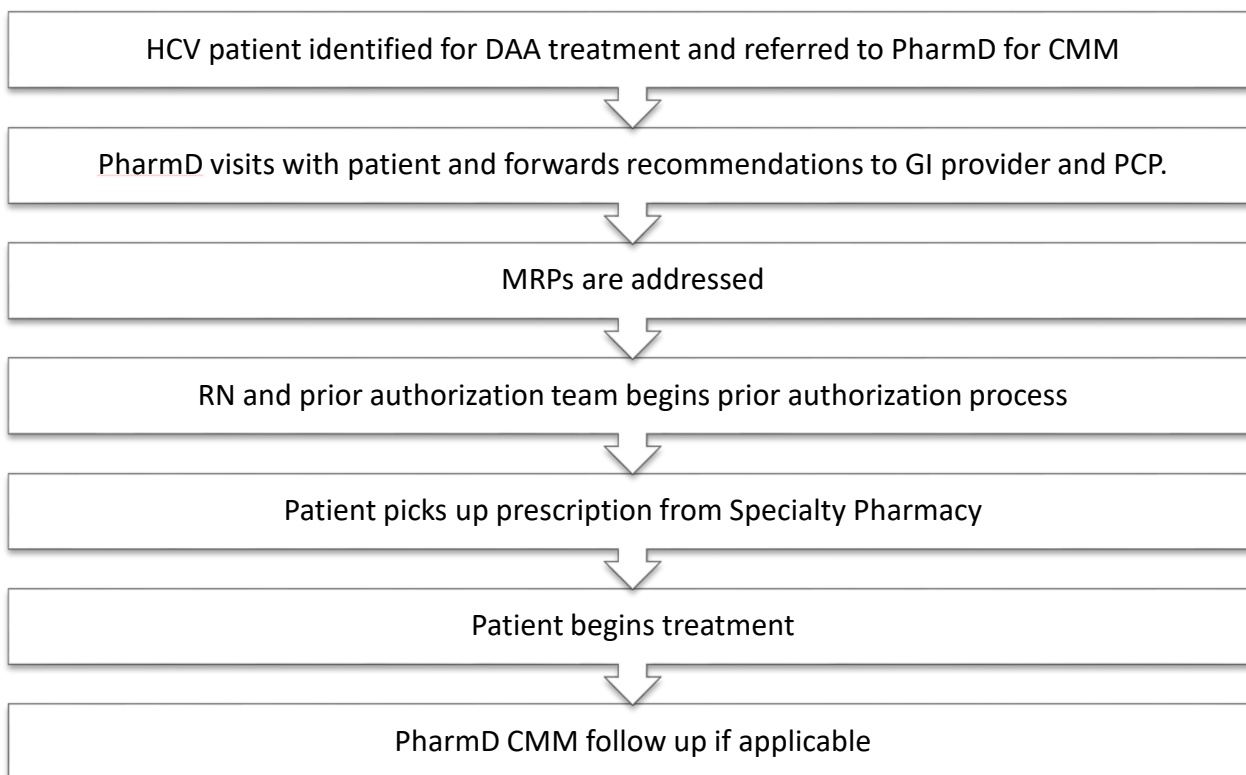 HCV patient identified for DAA treatment and referred to PharmD for CMM
PharmD visits with patient and forwards recommendations to GI provider and PCP.
MRPs are addressed
RN and prior authorization team begins prior authorization process
Patient picks up prescription from Specialty Pharmacy
Patient begins treatment
PharmD CMM follow up if applicable